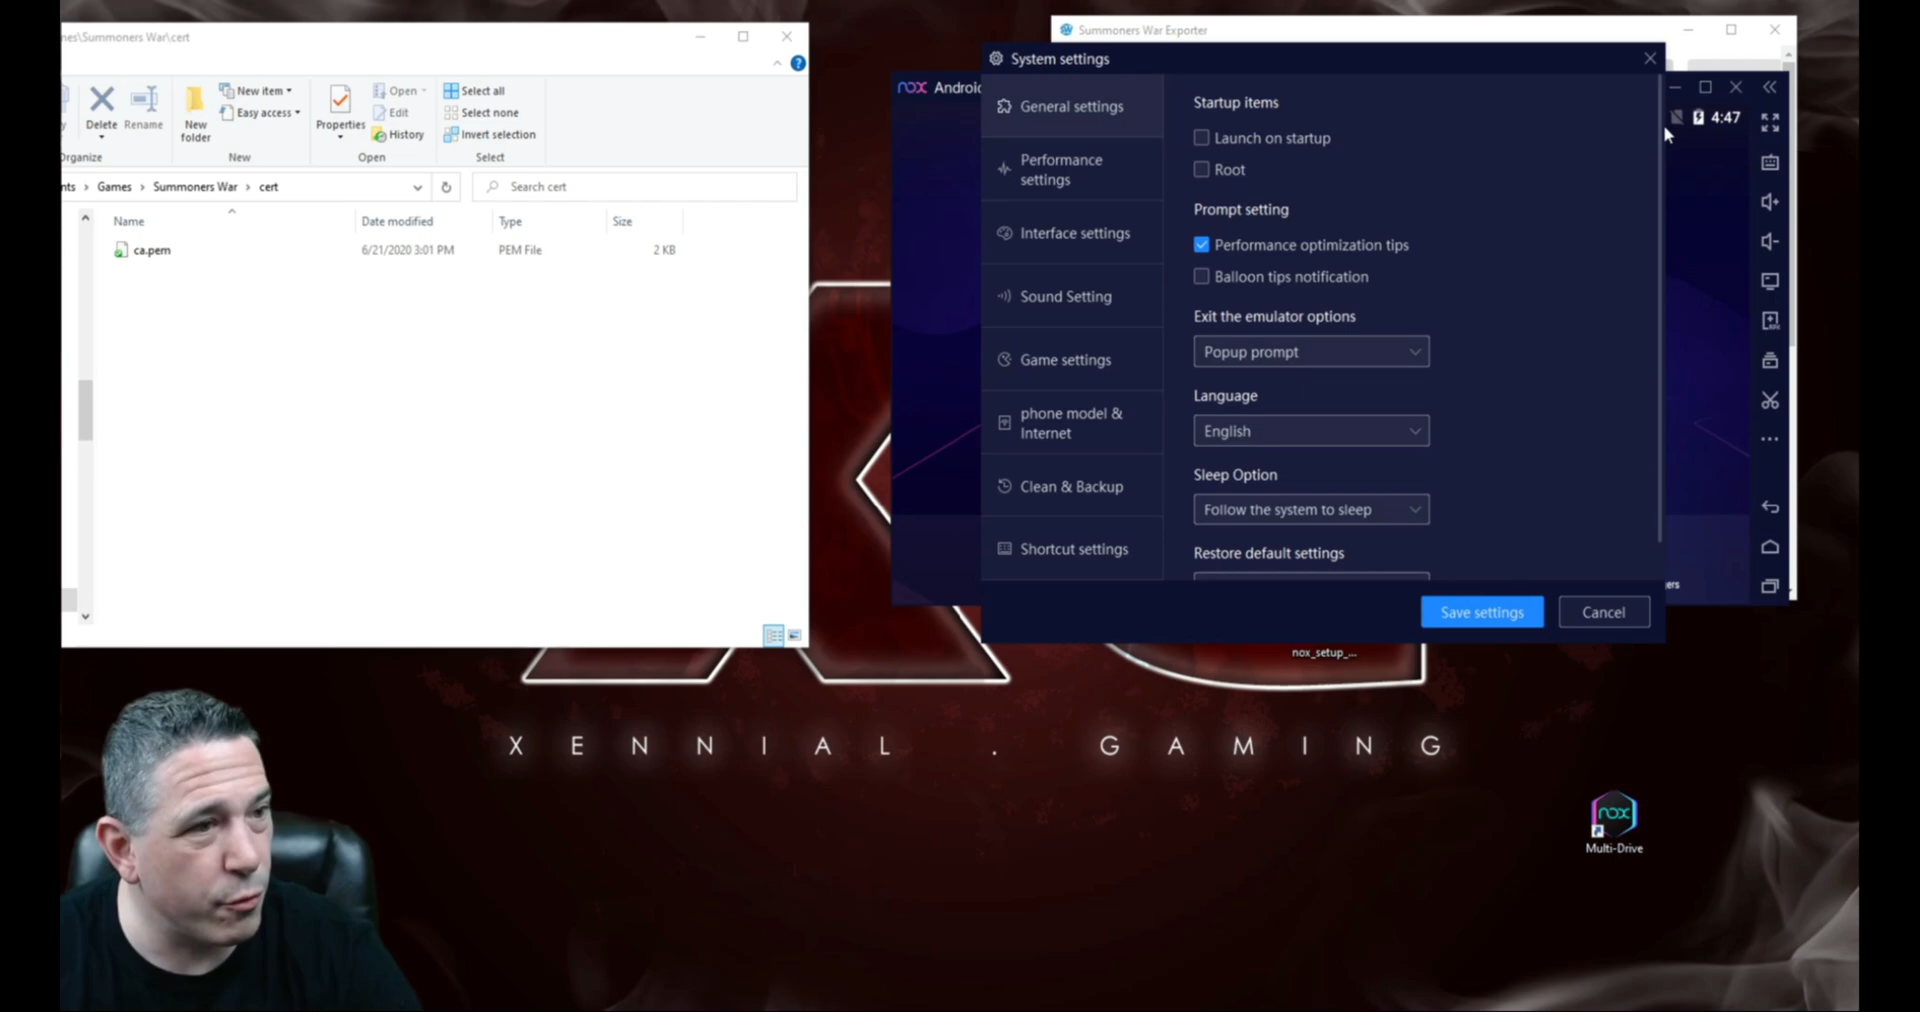 nes\Summoners War\cert
Delete
Rename
New folder
New item
Easy access
Properties
Open
Edit
History
Select all
Select none
Invert selection
Organize
New
Open
Select
nts > Games > Summoners War > cert
Search cert
Name
Date modified
Type
Size
ca.pem
6/21/2020 3:01 PM
PEM File
2 KB
Summoners War Exporter
nox Androi
4:47
System settings
General settings
Performance settings
Interface settings
Sound Setting
Game settings
phone model & Internet
Clean & Backup
Shortcut settings
Startup items
Launch on startup
Root
Prompt setting
Performance optimization tips
Balloon tips notification
Exit the emulator options
Popup prompt
Language
English
Sleep Option
Follow the system to sleep
Restore default settings
Save settings
Cancel
ers
nox_setup_...
XENNIAL.GAMING
nox
Multi-Drive